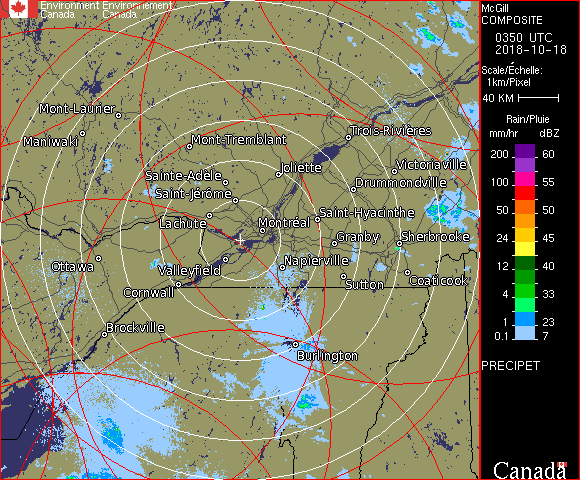 Environment Environnement
Canada Canada
McGill
COMPOSITE
0350 UTC
2018-10-18
Scale/Échelle:
1km/Pixel
40 KM
Rain/Pluie
mm/hr dBZ
200 60
100 55
50 50
24 45
12 40
4 33
1 23
0.1 7
PRECIPET
Canada
Mont-Laurier
Maniwaki
Mont-Tremblant
Trois-Rivières
Sainte-Adèle
Joliette
Victoriaville
Saint-Jérôme
Drummondville
Lachute
Saint-Hyacinthe
Montréal
Granby
Sherbrooke
Ottawa
Valleyfield
Napierville
Cornwall
Sutton
Coaticook
Brockville
Burlington